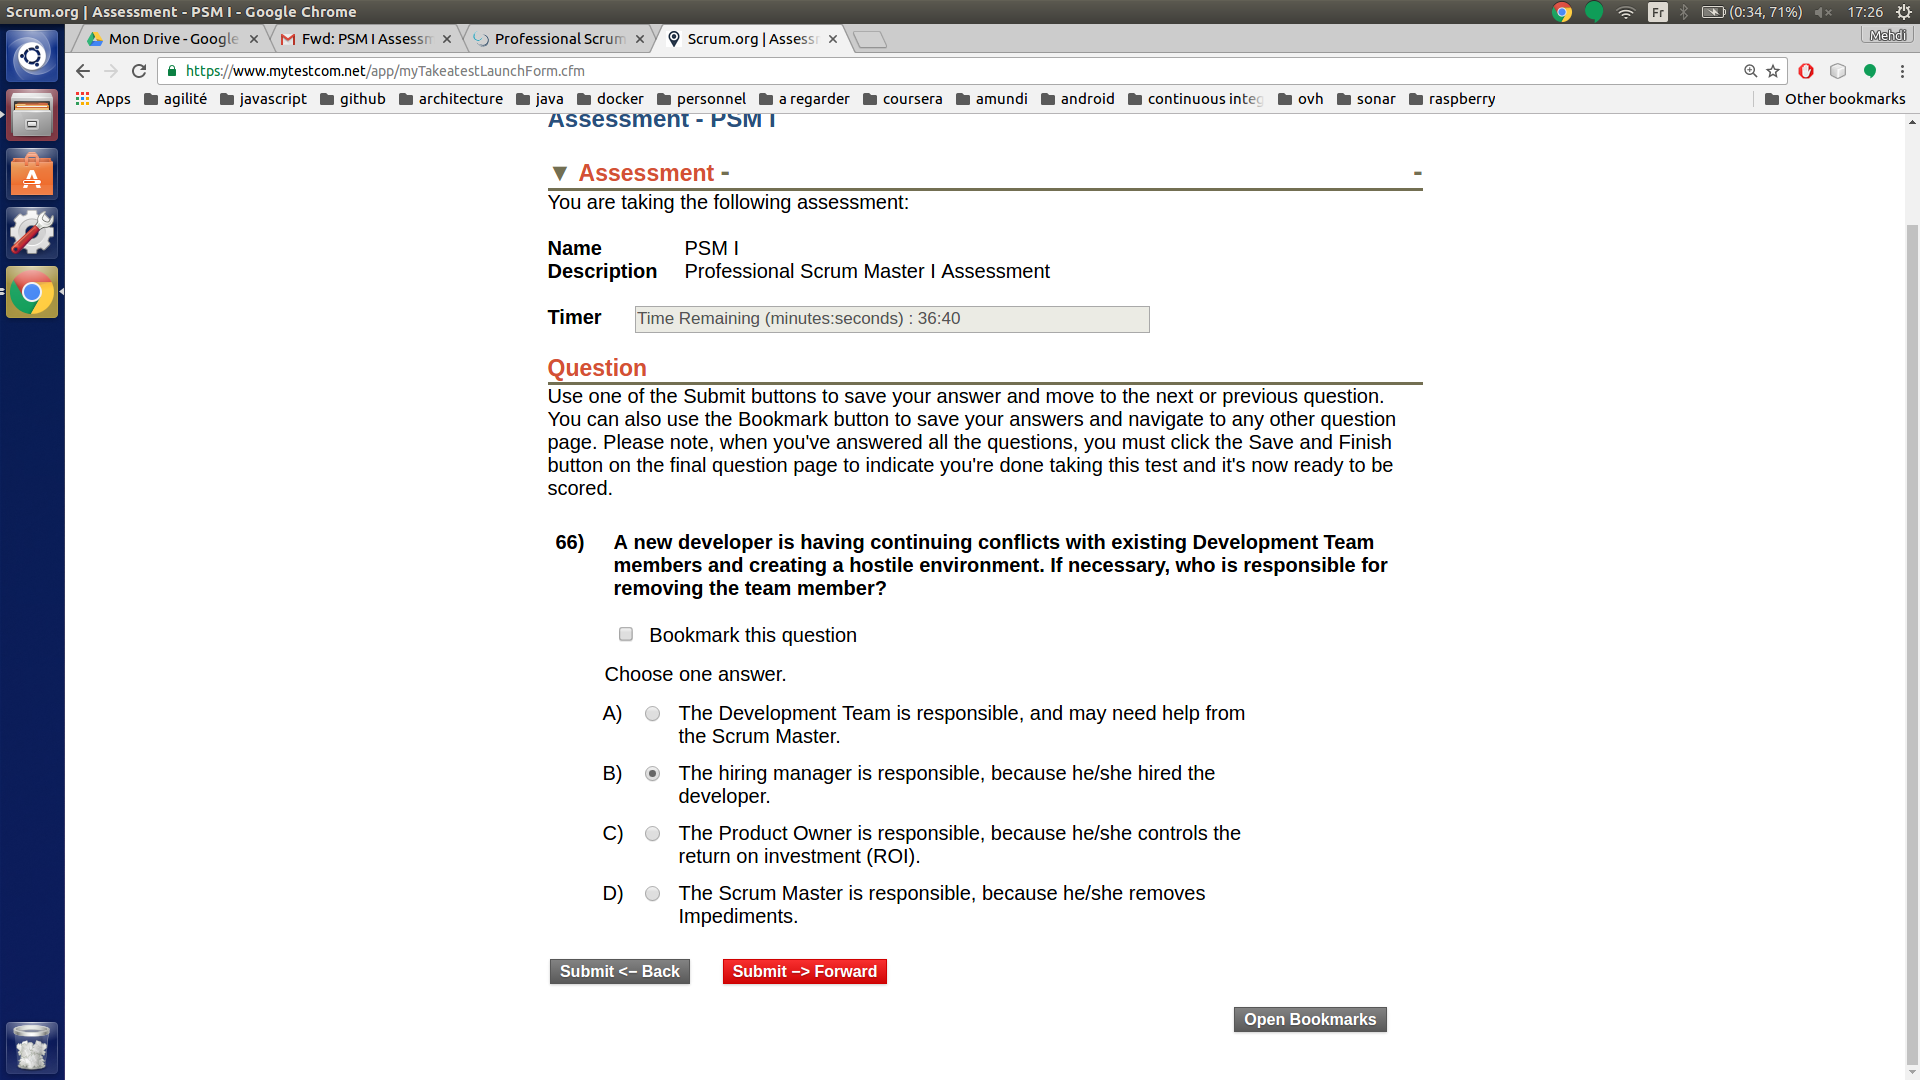 Scrum.org | Assessment - PSM I - Google Chrome
Fr
(0:34, 71%)
17:26
Mon Drive - Google
Fwd: PSM I Assessm
Professional Scrum
Scrum.org | Assess
Mehdi
https://www.mytestcom.net/app/myTakeatestLaunchForm.cfm
Apps
agilité
javascript
github
architecture
java
docker
personnel
a regarder
coursera
amundi
android
continuous integ
ovh
sonar
raspberry
Other bookmarks
Assessment - PSM I
▼ Assessment - -
You are taking the following assessment:
Name PSM I
Description Professional Scrum Master I Assessment
Timer Time Remaining (minutes:seconds) : 36:40
Question
Use one of the Submit buttons to save your answer and move to the next or previous question.
You can also use the Bookmark button to save your answers and navigate to any other question
page. Please note, when you've answered all the questions, you must click the Save and Finish
button on the final question page to indicate you're done taking this test and it's now ready to be
scored.
66) A new developer is having continuing conflicts with existing Development Team
members and creating a hostile environment. If necessary, who is responsible for
removing the team member?
Bookmark this question
Choose one answer.
A) The Development Team is responsible, and may need help from
the Scrum Master.
B) The hiring manager is responsible, because he/she hired the
developer.
C) The Product Owner is responsible, because he/she controls the
return on investment (ROI).
D) The Scrum Master is responsible, because he/she removes
Impediments.
Submit <– Back
Submit –> Forward
Open Bookmarks